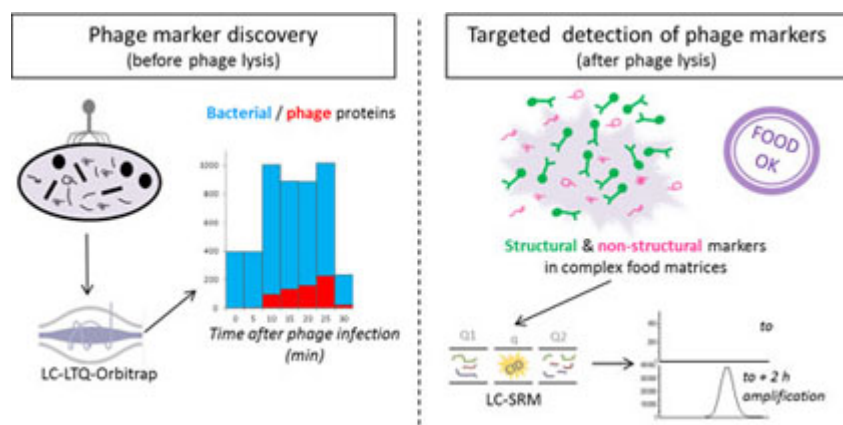 Phage marker discovery
(before phage lysis)
Bacterial / phage proteins
1000
800
600
400
200
0
0 5 10 15 20 25 30
Time after phage infection
(min)
LC-LTQ-Orbitrap
Targeted detection of phage markers
(after phage lysis)
FOOD
OK
Structural & non-structural markers
in complex food matrices
Q1 q Q2
CID
LC-SRM
to
to + 2 h
amplification